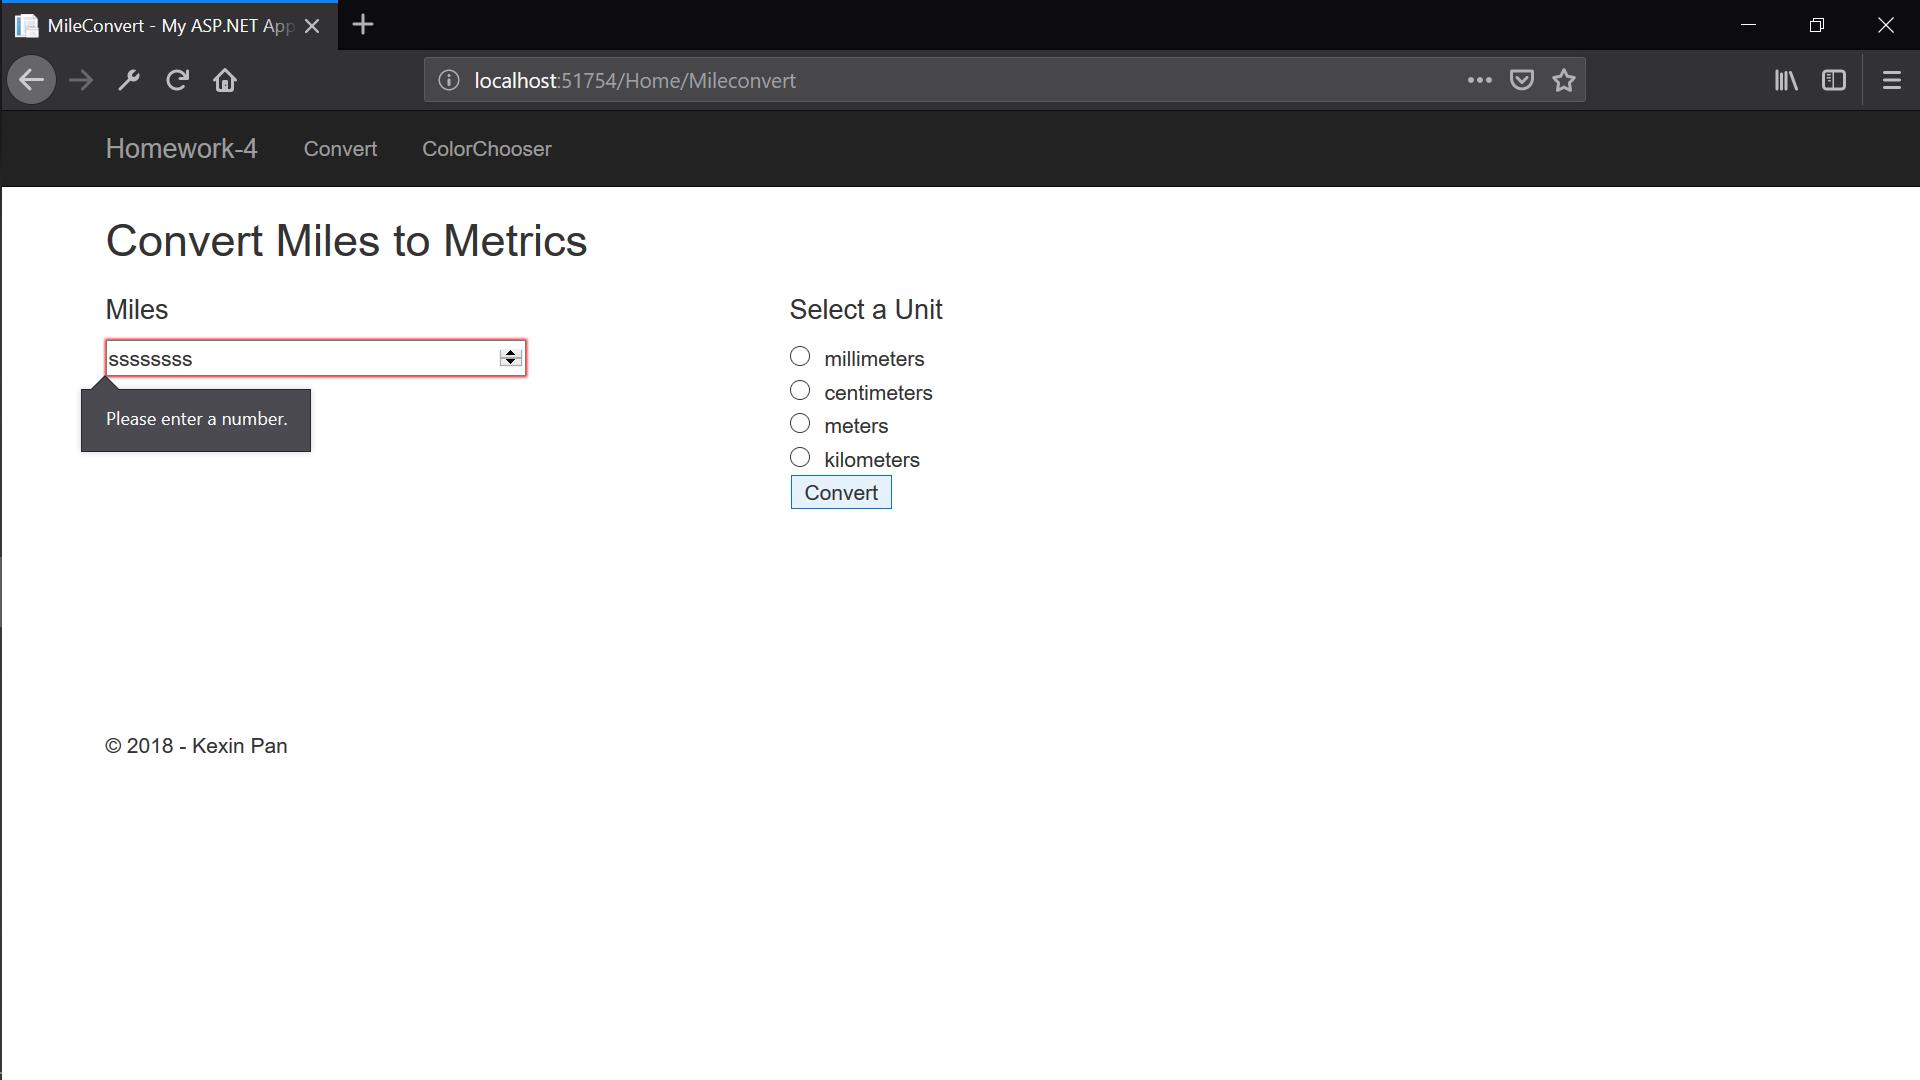 MileConvert - My ASP.NET App
localhost:51754/Home/Mileconvert
Homework-4 Convert ColorChooser
Convert Miles to Metrics
Miles
ssssssss
Please enter a number.
Select a Unit
millimeters
centimeters
meters
kilometers
Convert
© 2018 - Kexin Pan